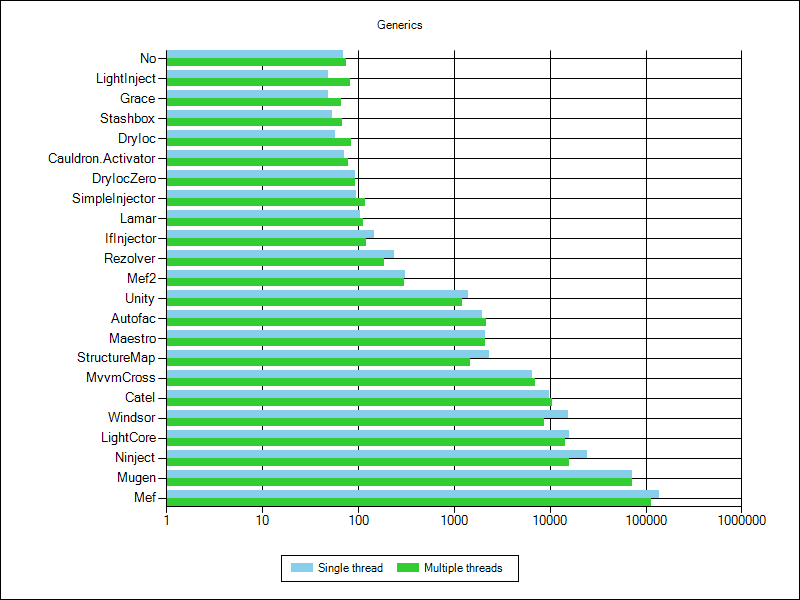 Generics
No
LightInject
Grace
Stashbox
DryIoc
Cauldron.Activator
DryIocZero
SimpleInjector
Lamar
IfInjector
Rezolver
Mef2
Unity
Autofac
Maestro
StructureMap
MvvmCross
Catel
Windsor
LightCore
Ninject
Mugen
Mef
1 10 100 1000 10000 100000 1000000
Single thread Multiple threads